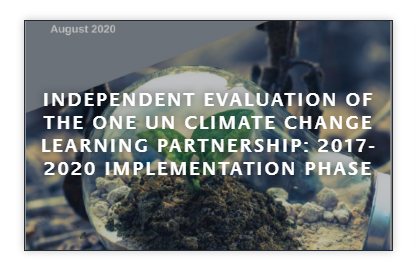 August 2020
INDEPENDENT EVALUATION OF
THE ONE UN CLIMATE CHANGE
LEARNING PARTNERSHIP: 2017-
2020 IMPLEMENTATION PHASE